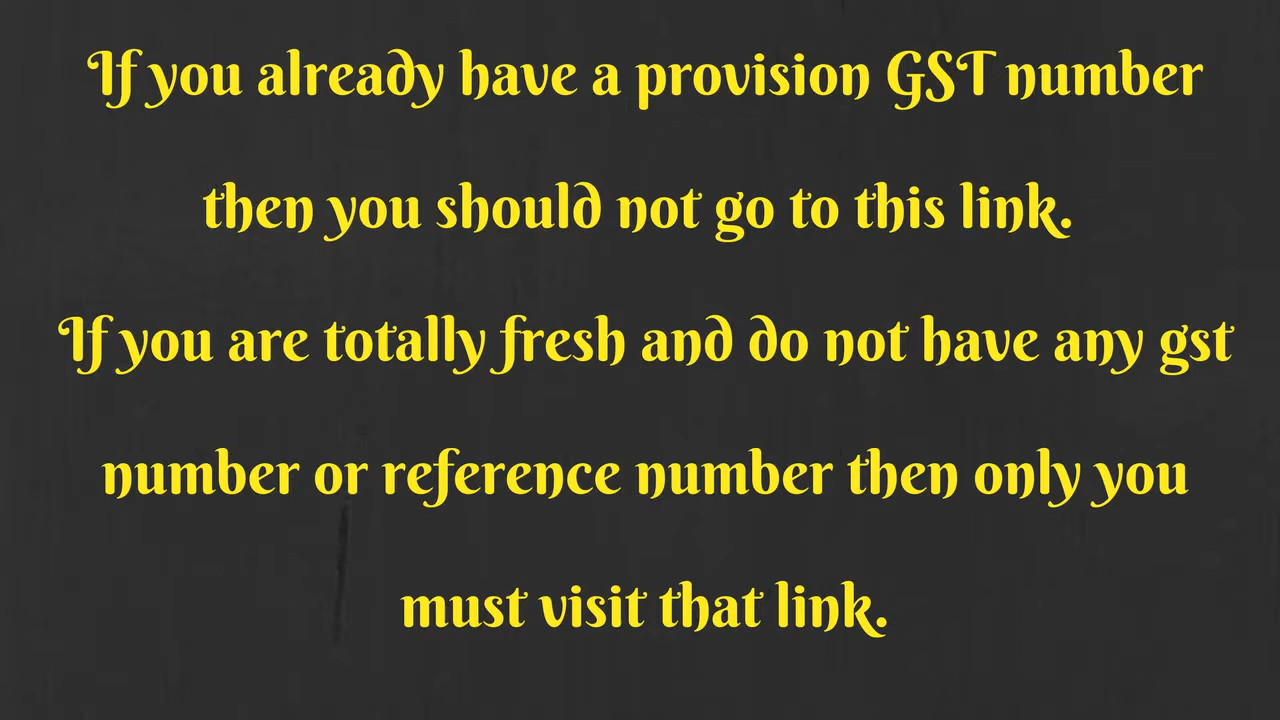 If you already have a provision GST number
then you should not go to this link.
If you are totally fresh and do not have any gst
number or reference number then only you
must visit that link.